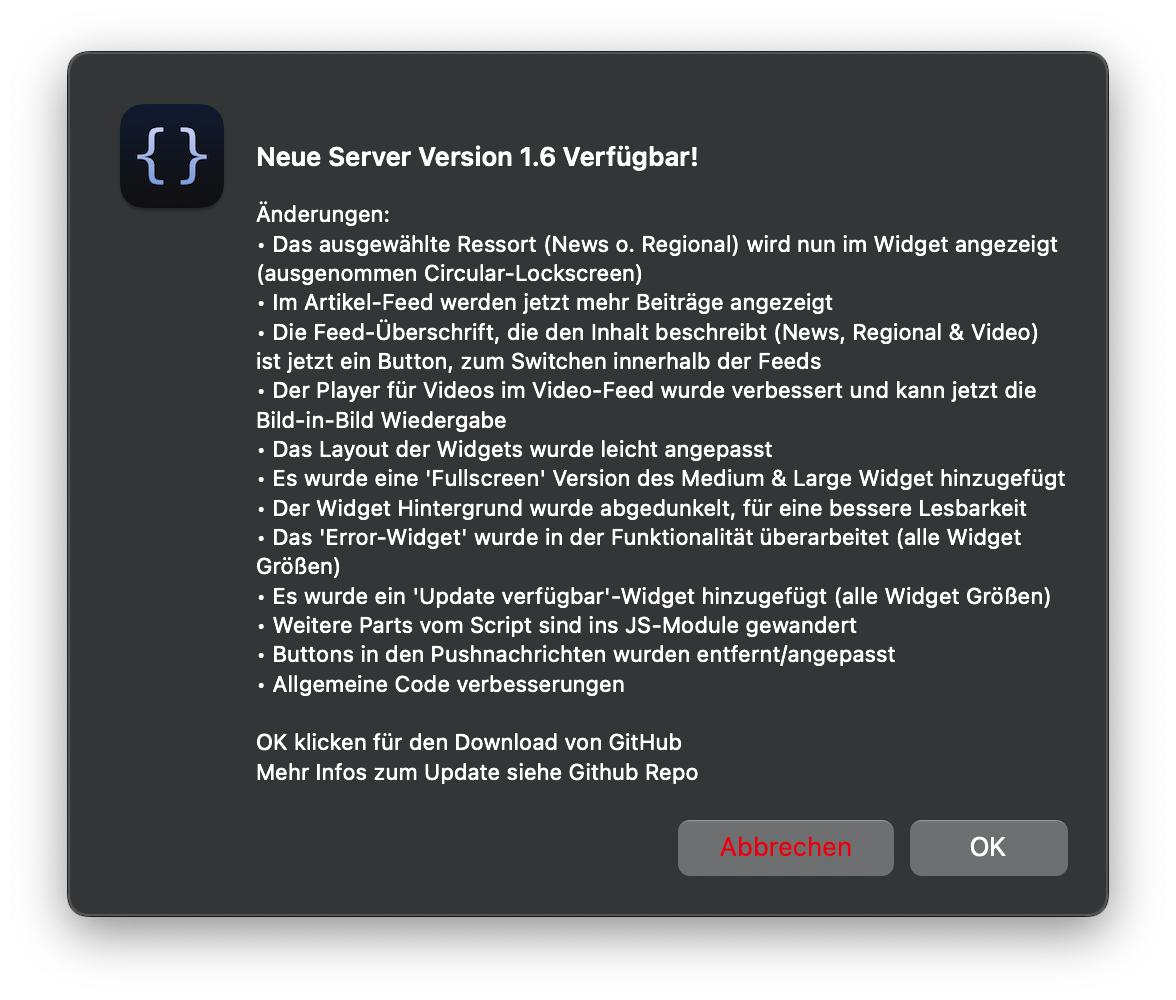 {}
Neue Server Version 1.6 Verfügbar!
Änderungen:
• Das ausgewählte Ressort (News o. Regional) wird nun im Widget angezeigt
(ausgenommen Circular-Lockscreen)
• Im Artikel-Feed werden jetzt mehr Beiträge angezeigt
• Die Feed-Überschrift, die den Inhalt beschreibt (News, Regional & Video)
ist jetzt ein Button, zum Switchen innerhalb der Feeds
• Der Player für Videos im Video-Feed wurde verbessert und kann jetzt die
Bild-in-Bild Wiedergabe
• Das Layout der Widgets wurde leicht angepasst
• Es wurde eine 'Fullscreen' Version des Medium & Large Widget hinzugefügt
• Der Widget Hintergrund wurde abgedunkelt, für eine bessere Lesbarkeit
• Das 'Error-Widget' wurde in der Funktionalität überarbeitet (alle Widget
Größen)
• Es wurde ein 'Update verfügbar'-Widget hinzugefügt (alle Widget Größen)
• Weitere Parts vom Script sind ins JS-Module gewandert
• Buttons in den Pushnachrichten wurden entfernt/angepasst
• Allgemeine Code verbesserungen
OK klicken für den Download von GitHub
Mehr Infos zum Update siehe Github Repo
Abbrechen
OK